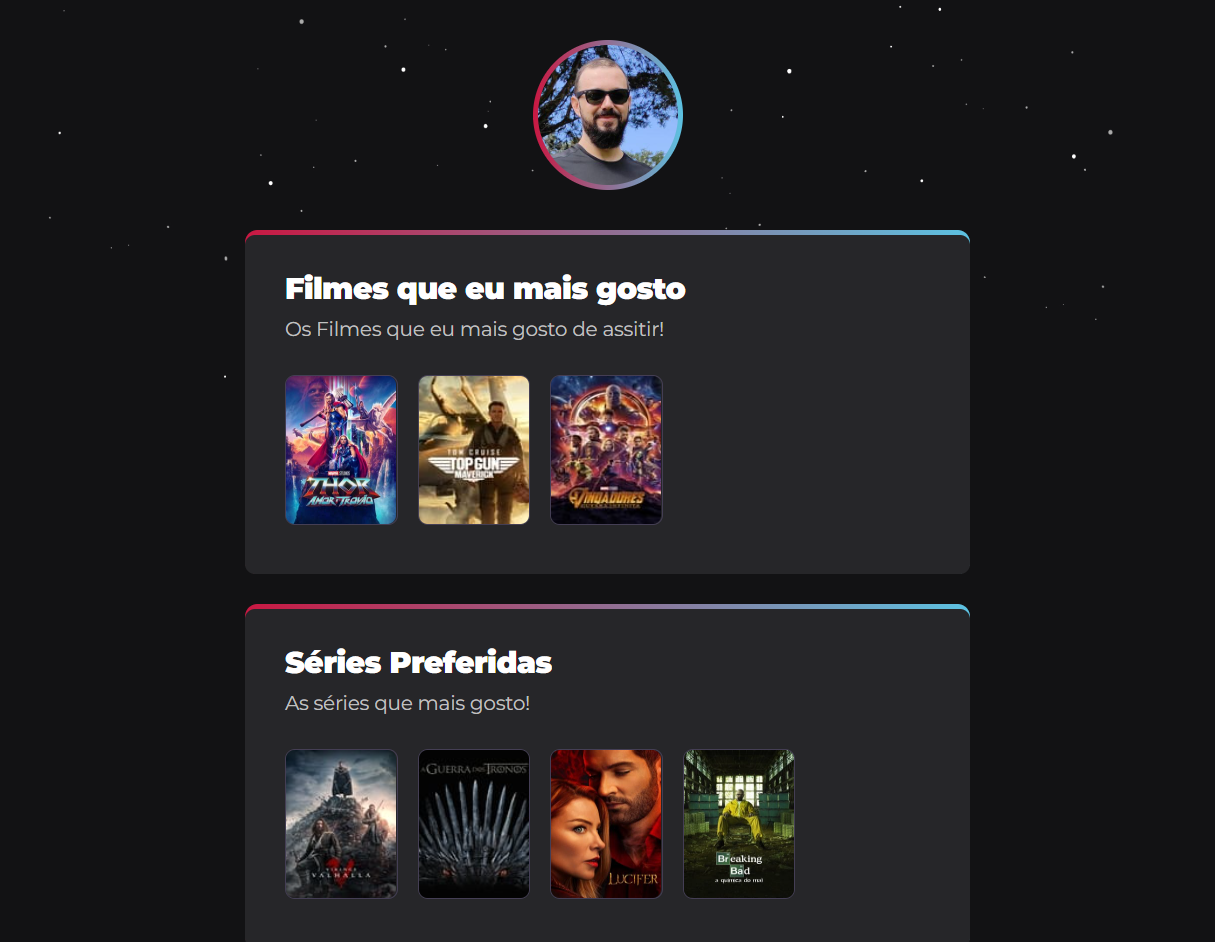 Filmes que eu mais gosto
Os Filmes que eu mais gosto de assitir!
MARVEL STUDIOS
THOR
AMOR E TROVÃO
TOM CRUISE
TOP GUN
MAVERICK
VINGADORES
Séries Preferidas
As séries que mais gosto!
VIKINGS
VALHALLA
A GUERRA DOS TRONOS
LUCIFER
Breaking
Bad
a química do mal